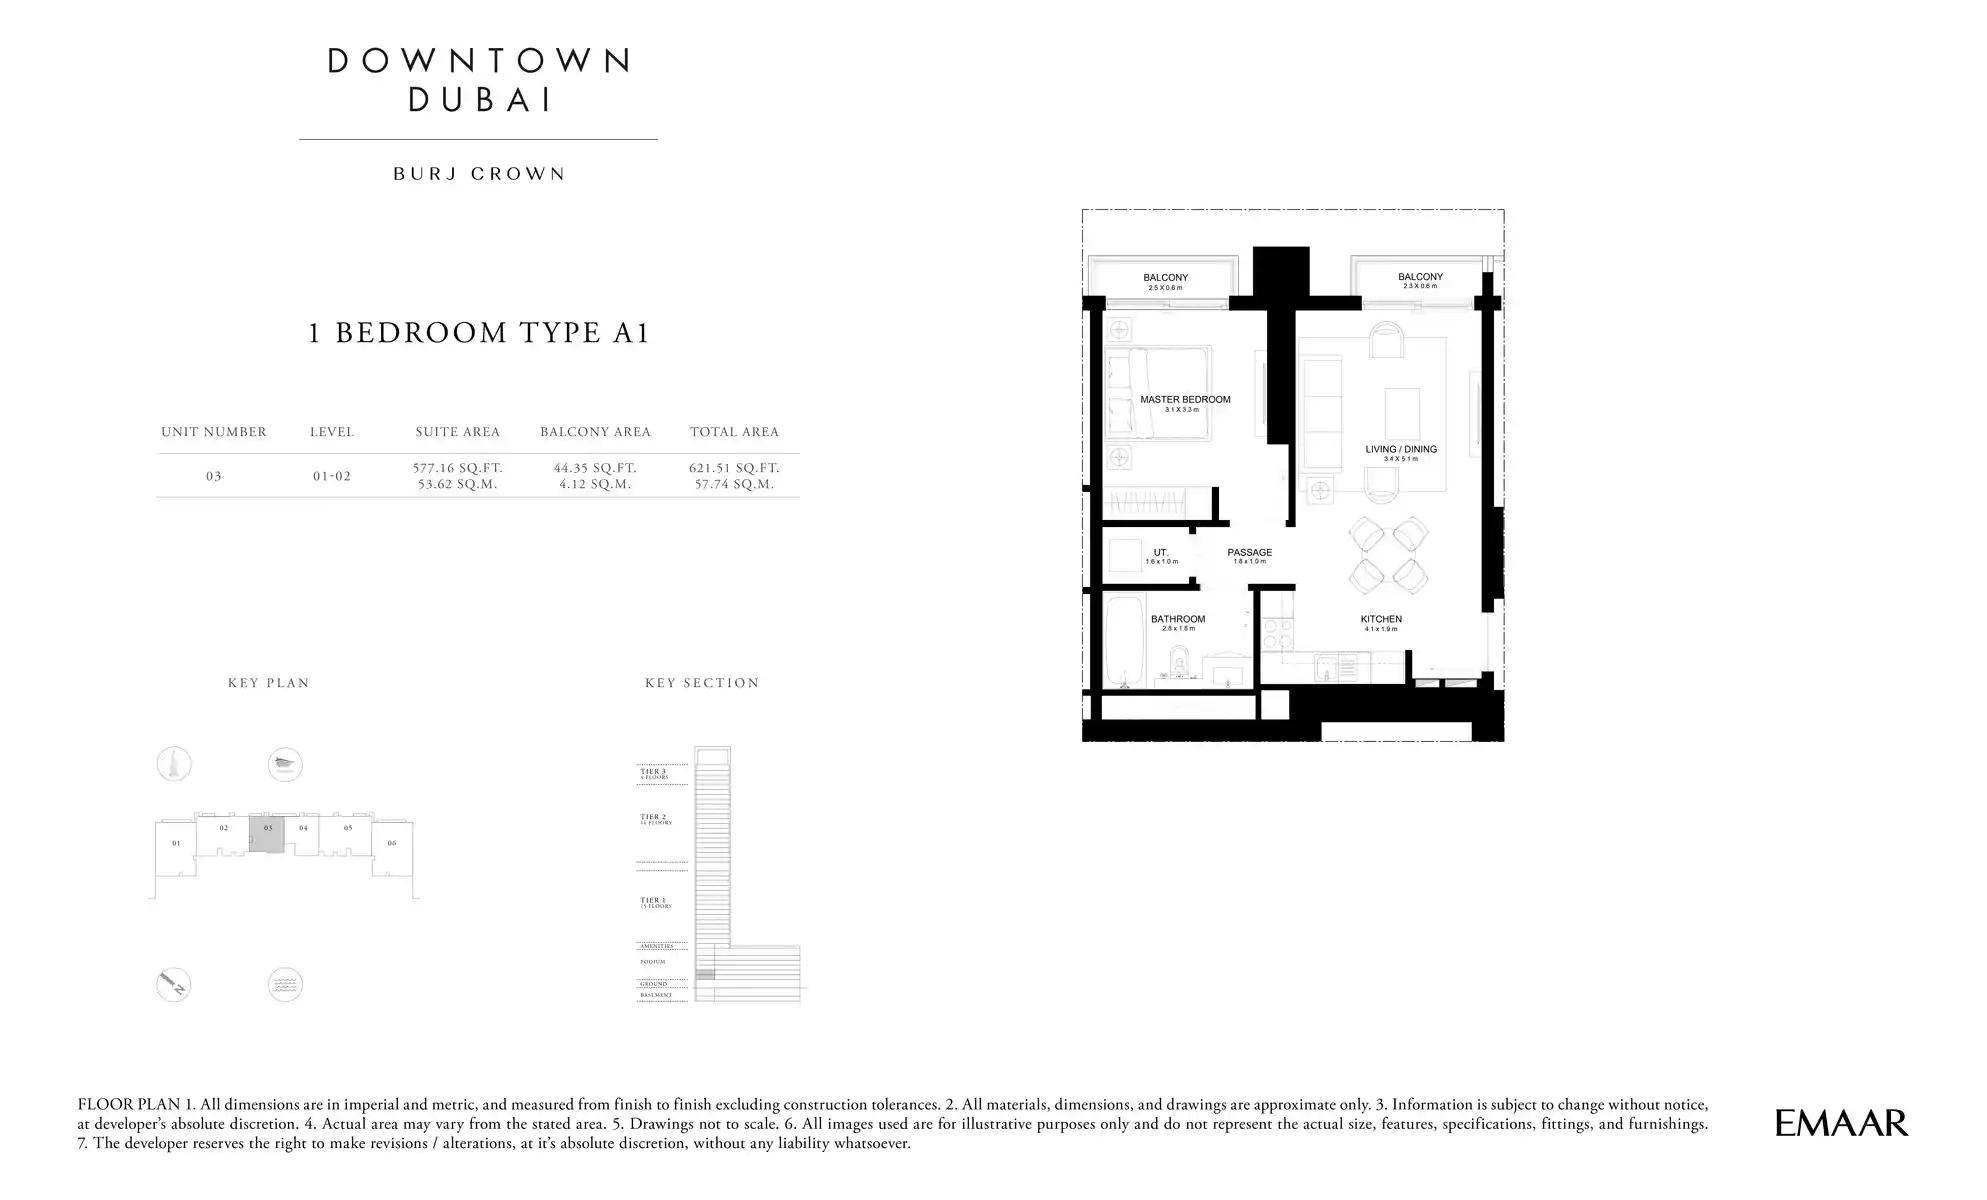 DOWNTOWN
DUBAI
BURJ CROWN
1 BEDROOM TYPE A1
UNIT NUMBER LEVEL SUITE AREA BALCONY AREA TOTAL AREA
03 01-02 577.16 SQ.FT. 44.35 SQ.FT. 621.51 SQ.FT.
53.62 SQ.M. 4.12 SQ.M. 57.74 SQ.M.
KEY PLAN
01 02 03 04 05 06
N
KEY SECTION
TIER 3
4 FLOORS
TIER 2
16 FLOORS
TIER 1
15 FLOORS
AMENITIES
PODIUM
GROUND
BASEMENT
BALCONY
2.5 X 0.6 m
BALCONY
2.3 X 0.6 m
MASTER BEDROOM
3.1 X 3.3 m
LIVING / DINING
3.4 X 5.1 m
UT.
1.6 x 1.0 m
PASSAGE
1.8 x 1.0 m
BATHROOM
2.8 x 1.8 m
KITCHEN
4.1 x 1.9 m
FLOOR PLAN 1. All dimensions are in imperial and metric, and measured from finish to finish excluding construction tolerances. 2. All materials, dimensions, and drawings are approximate only. 3. Information is subject to change without notice,
at developer's absolute discretion. 4. Actual area may vary from the stated area. 5. Drawings not to scale. 6. All images used are for illustrative purposes only and do not represent the actual size, features, specifications, fittings, and furnishings.
7. The developer reserves the right to make revisions / alterations, at it's absolute discretion, without any liability whatsoever.
EMAAR